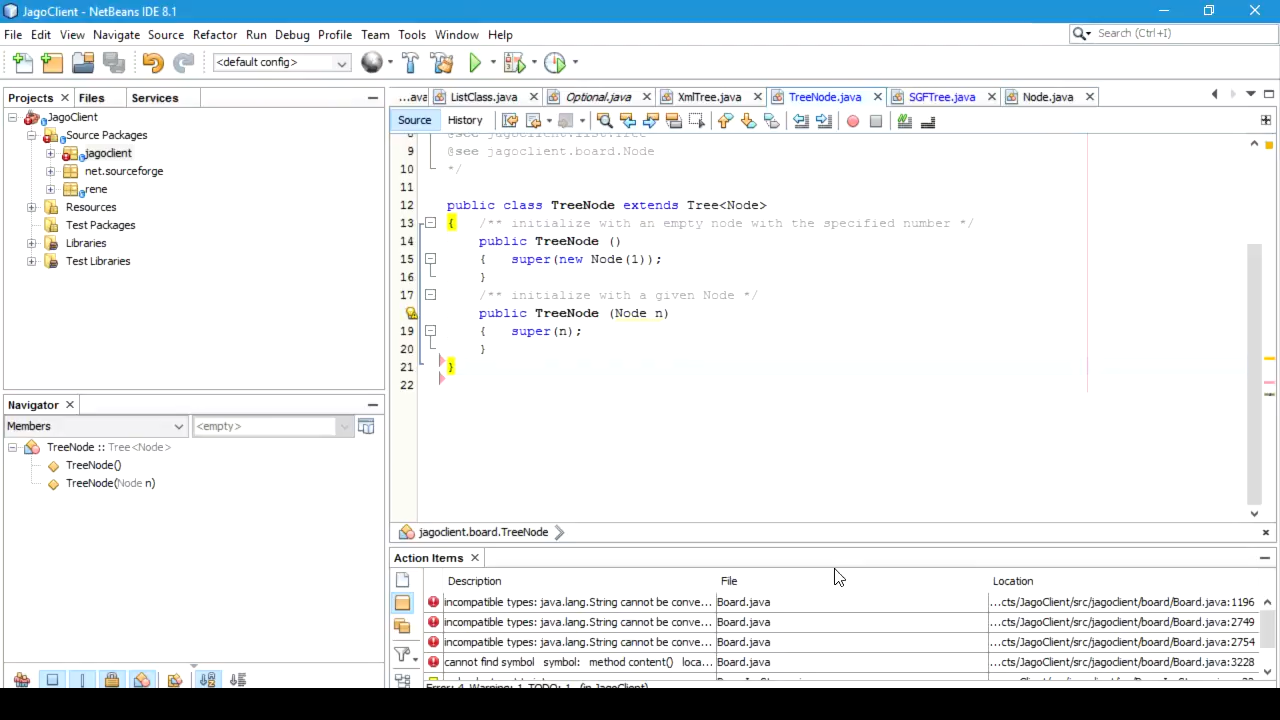 JagoClient - NetBeans IDE 8.1
File Edit View Navigate Source Refactor Run Debug Profile Team Tools Window Help
Search (Ctrl+I)
<default config>
Projects Files Services
JagoClient
Source Packages
jagoclient
net.sourceforge
rene
Resources
Test Packages
Libraries
Test Libraries
Navigator
Members
<empty>
TreeNode :: Tree<Node>
TreeNode()
TreeNode(Node n)
...ava ListClass.java Optional.java XmlTree.java TreeNode.java SGFTree.java Node.java
Source History
9 @see jagoclient.board.Node
10 */
11
12 public class TreeNode extends Tree<Node>
13 { /** initialize with an empty node with the specified number */
14 public TreeNode ()
15 { super(new Node(1));
16 }
17 /** initialize with a given Node */
public TreeNode (Node n)
19 { super(n);
20 }
21 }
22
jagoclient.board.TreeNode
Action Items
Description File Location
incompatible types: java.lang.String cannot be conve... Board.java ...cts/JagoClient/src/jagoclient/board/Board.java:1196
incompatible types: java.lang.String cannot be conve... Board.java ...cts/JagoClient/src/jagoclient/board/Board.java:2749
incompatible types: java.lang.String cannot be conve... Board.java ...cts/JagoClient/src/jagoclient/board/Board.java:2754
cannot find symbol symbol: method content() loca... Board.java ...cts/JagoClient/src/jagoclient/board/Board.java:3228